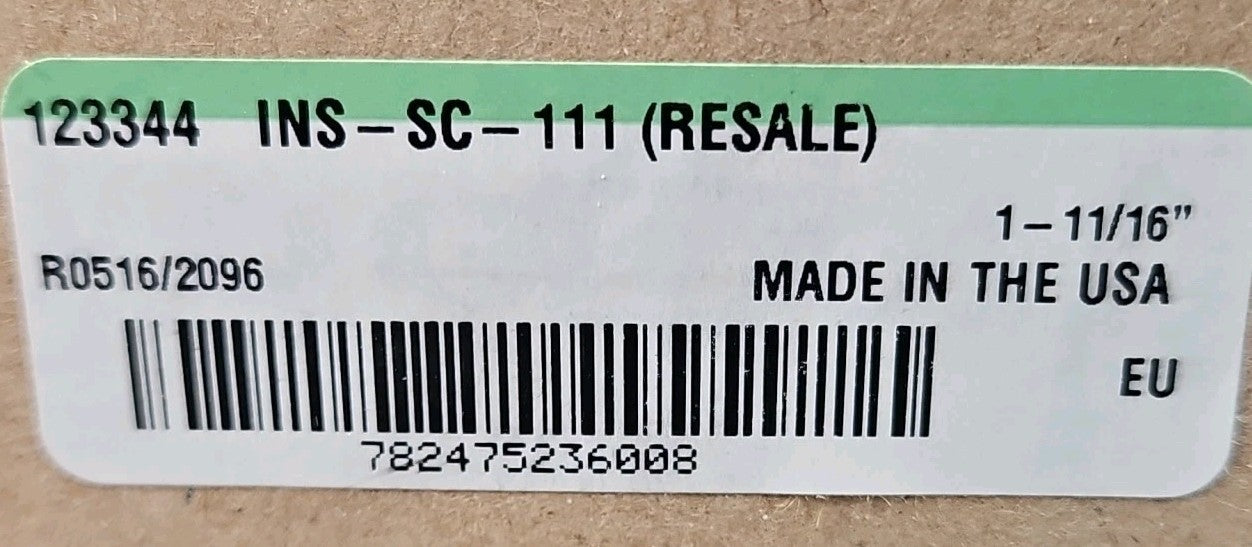 123344 INS-SC-111 (RESALE)
1-11/16”
R0516/2096 MADE IN THE USA
EU
782475236008